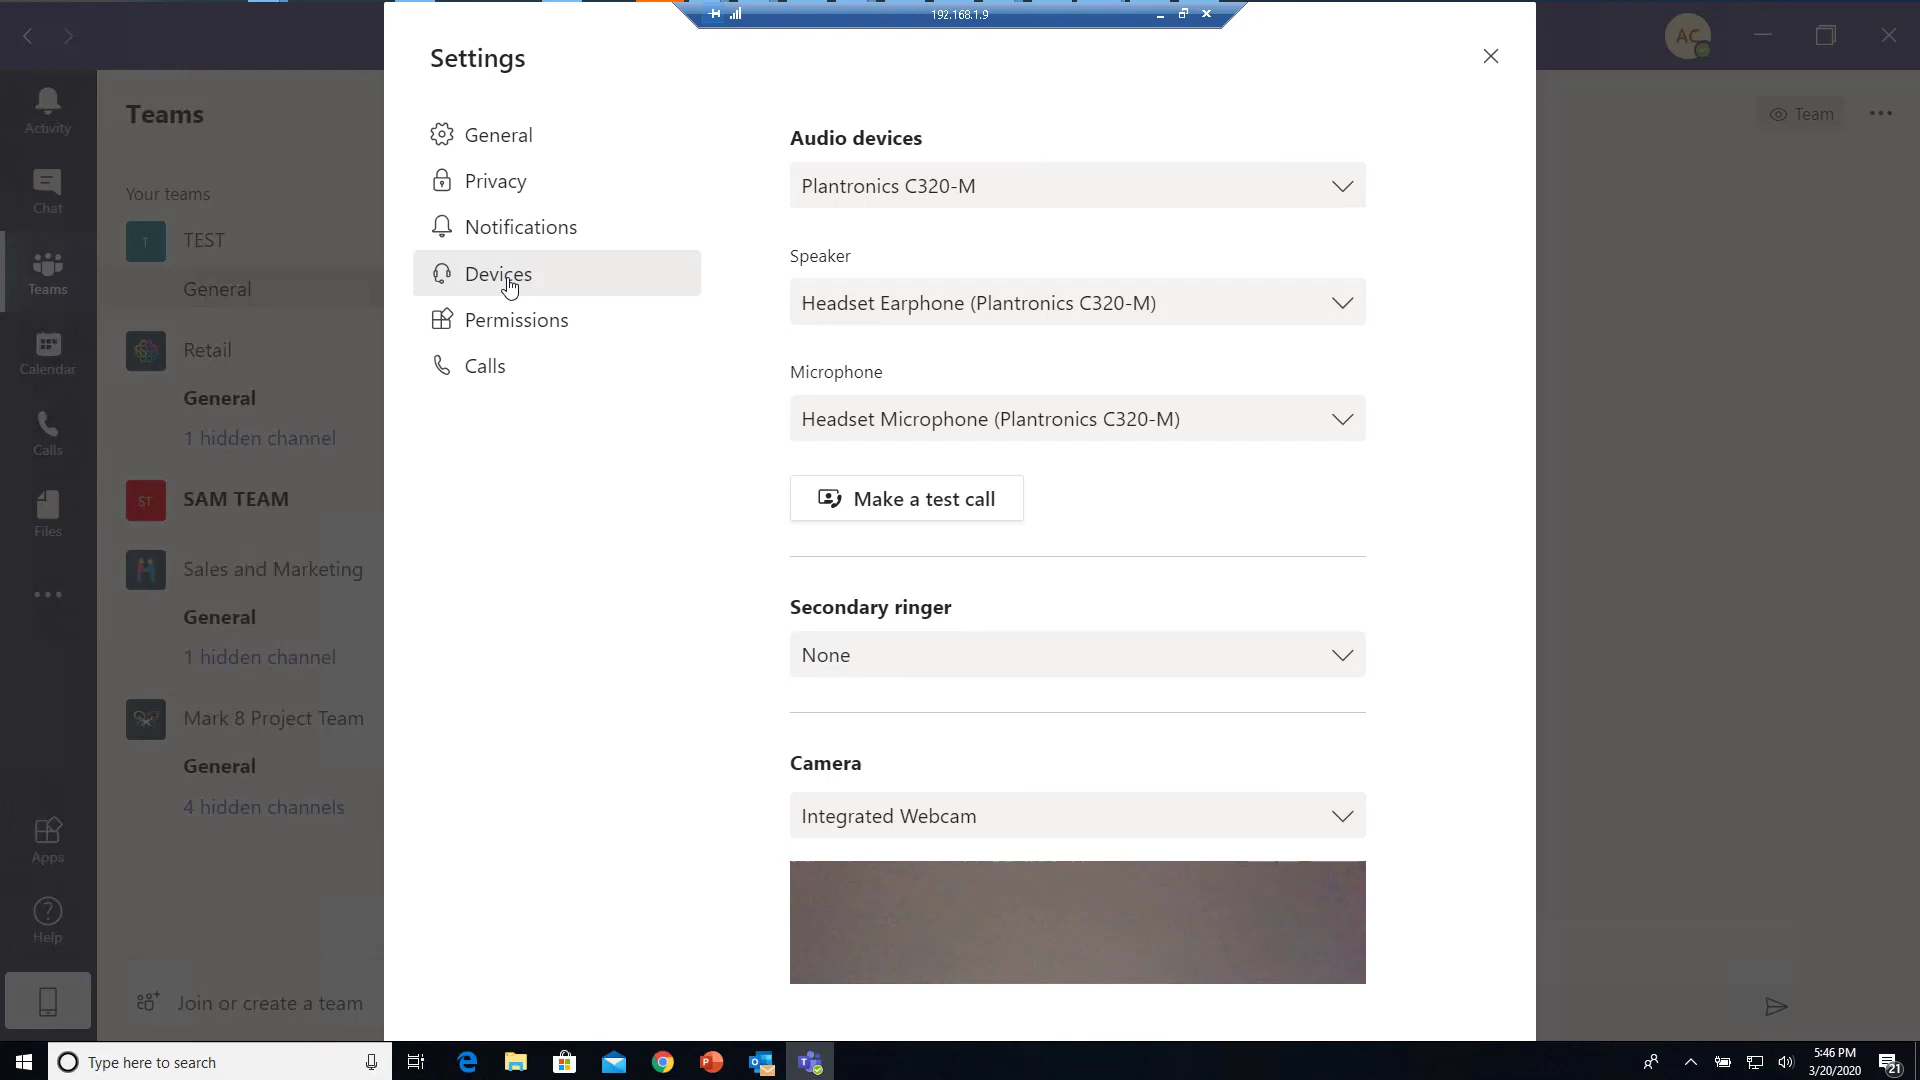 192.168.1.9
AC
Activity
Chat
Teams
Calendar
Calls
Files
Apps
Help
Teams
Your teams
T TEST
General
Retail
General
1 hidden channel
ST SAM TEAM
Sales and Marketing
General
1 hidden channel
Mark 8 Project Team
General
4 hidden channels
Join or create a team
Settings
General
Privacy
Notifications
Devices
Permissions
Calls
Audio devices
Plantronics C320-M
Speaker
Headset Earphone (Plantronics C320-M)
Microphone
Headset Microphone (Plantronics C320-M)
Make a test call
Secondary ringer
None
Camera
Integrated Webcam
Team
Type here to search
5:46 PM
3/20/2020
21